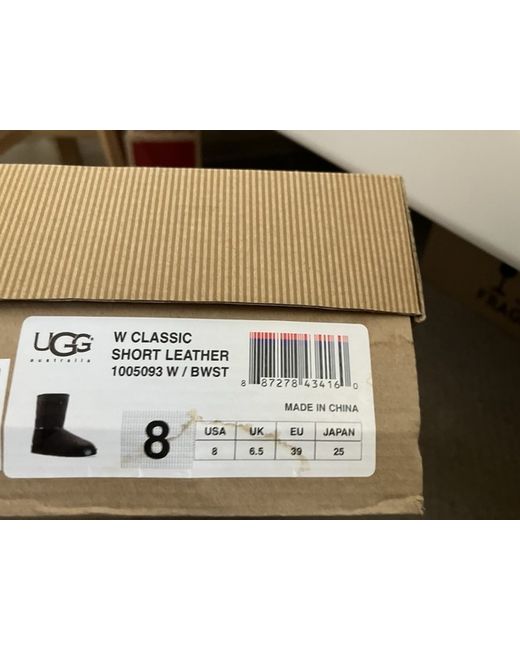 UGG
australia
W CLASSIC
SHORT LEATHER
1005093 W / BWST
8 87278 43416 0
MADE IN CHINA
8
USA UK EU JAPAN
8 6.5 39 25